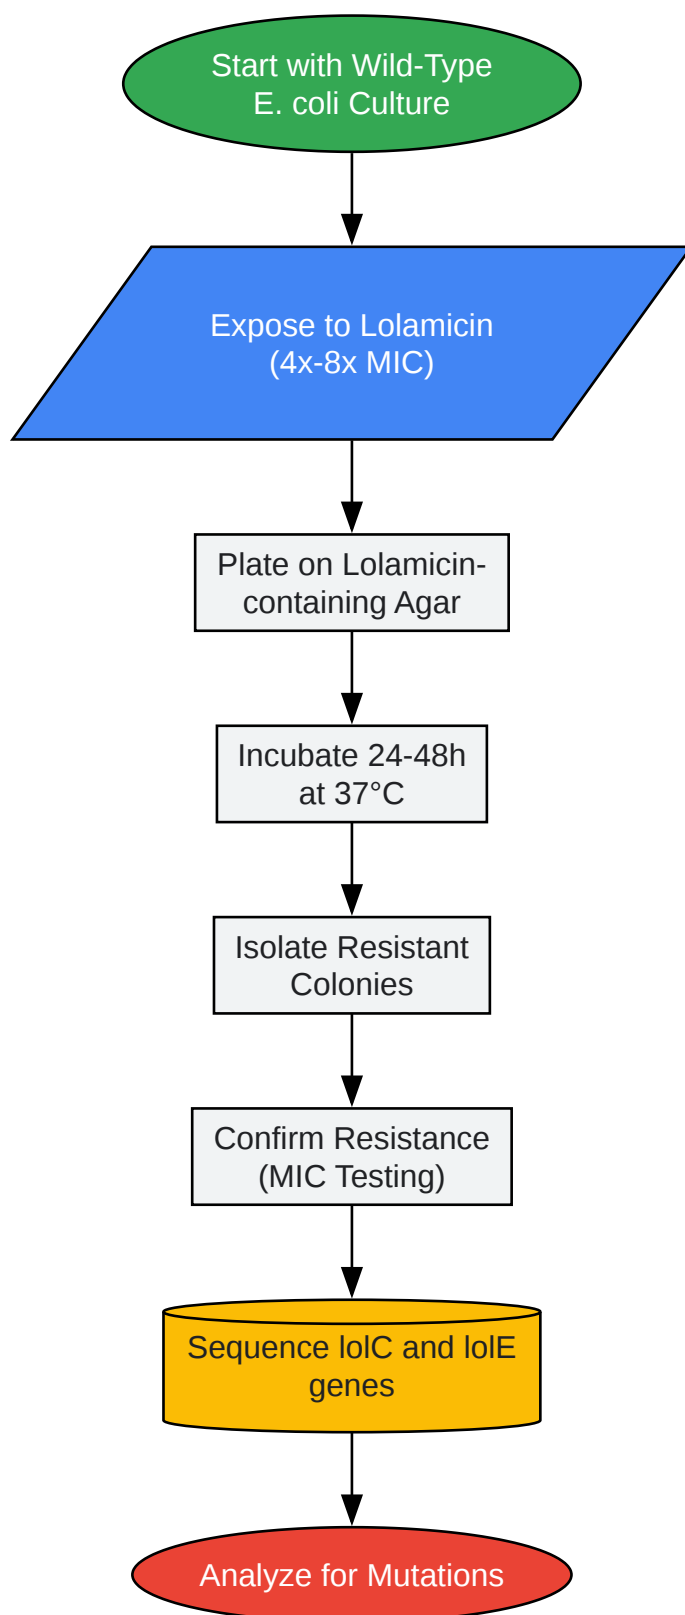 Start with Wild-Type
E. coli Culture
Expose to Lolamicin
(4x-8x MIC)
Plate on Lolamicin-
containing Agar
Incubate 24-48h
at 37°C
Isolate Resistant
Colonies
Confirm Resistance
(MIC Testing)
Sequence lolC and lolE
genes
Analyze for Mutations